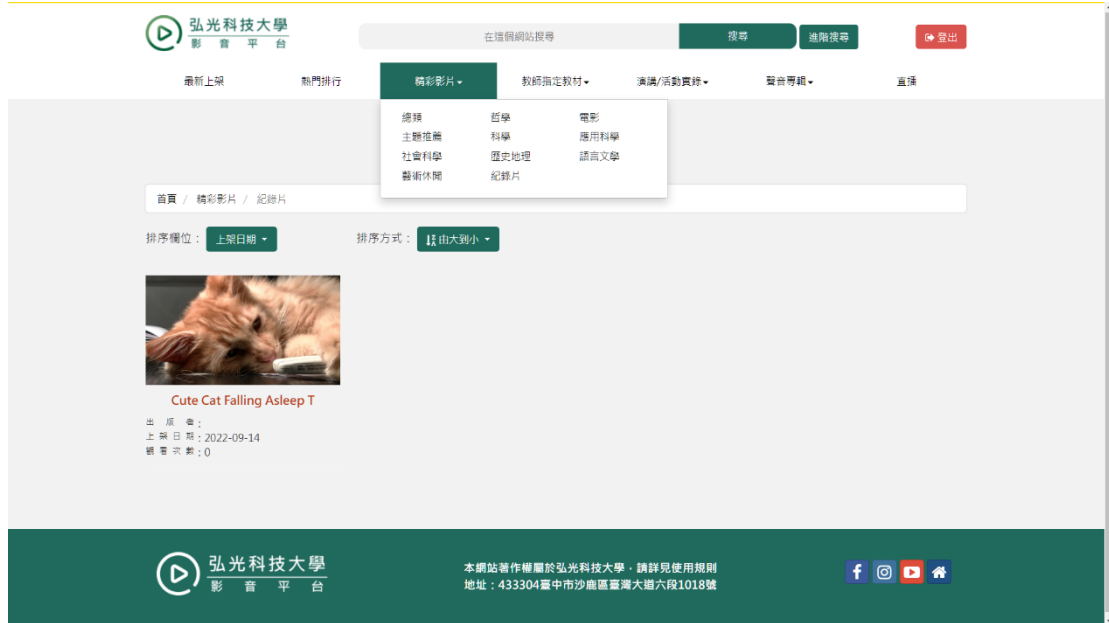 弘光科技大學
影音平台
在這個網站搜尋
搜尋
進階搜尋
登出
最新上架 熱門排行 精彩影片 教師指定教材 演講/活動實錄 聲音專輯 直播
總類 哲學 電影
主題推薦 科學 應用科學
社會科學 歷史地理 語言文學
藝術休閒 紀錄片
首頁 / 精彩影片 / 紀錄片
排序欄位： 上架日期 排序方式： 由大到小
Cute Cat Falling Asleep T
出版者:
上架日期:2022-09-14
觀看次數:0
弘光科技大學
影音平台
本網站著作權屬於弘光科技大學，請詳見使用規則
地址：433304臺中市沙鹿區臺灣大道六段1018號